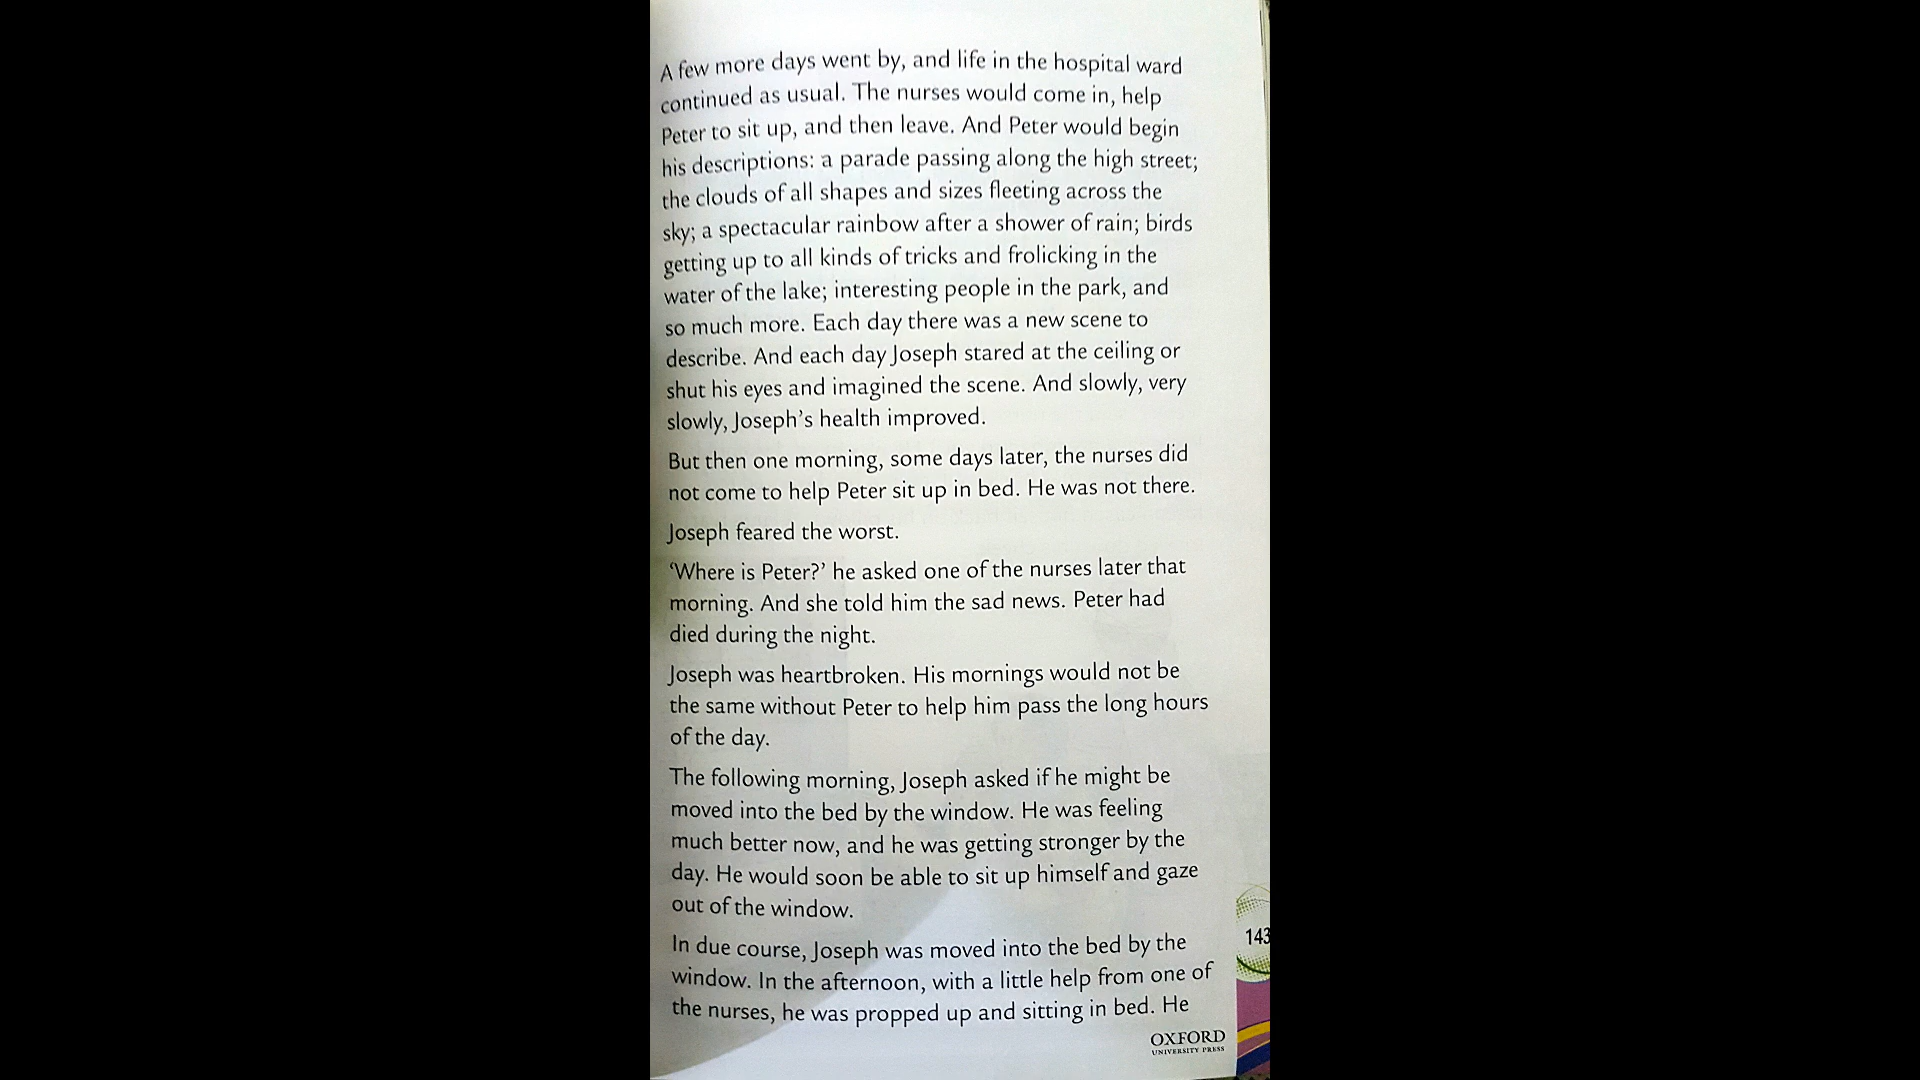 A few more days went by, and life in the hospital ward
continued as usual. The nurses would come in, help
Peter to sit up, and then leave. And Peter would begin
his descriptions: a parade passing along the high street;
the clouds of all shapes and sizes fleeting across the
sky; a spectacular rainbow after a shower of rain; birds
getting up to all kinds of tricks and frolicking in the
water of the lake; interesting people in the park, and
so much more. Each day there was a new scene to
describe. And each day Joseph stared at the ceiling or
shut his eyes and imagined the scene. And slowly, very
slowly, Joseph’s health improved.
But then one morning, some days later, the nurses did
not come to help Peter sit up in bed. He was not there.
Joseph feared the worst.
‘Where is Peter?’ he asked one of the nurses later that
morning. And she told him the sad news. Peter had
died during the night.
Joseph was heartbroken. His mornings would not be
the same without Peter to help him pass the long hours
of the day.
The following morning, Joseph asked if he might be
moved into the bed by the window. He was feeling
much better now, and he was getting stronger by the
day. He would soon be able to sit up himself and gaze
out of the window.
In due course, Joseph was moved into the bed by the
window. In the afternoon, with a little help from one of
the nurses, he was propped up and sitting in bed. He
143
OXFORD
UNIVERSITY PRESS